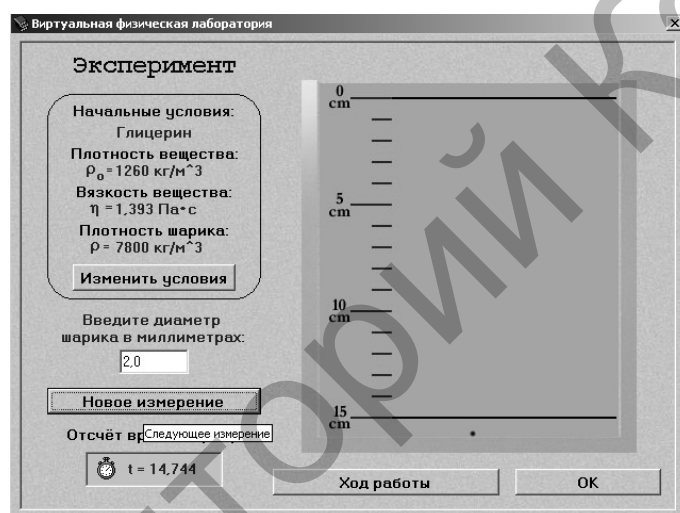 Виртуальная физическая лаборатория
Эксперимент
Начальные условия:
Глицерин
Плотность вещества:
ρ₀=1260 кг/м^3
Вязкость вещества:
η =1,393 Па•с
Плотность шарика:
ρ = 7800 кг/м^3
Изменить условия
Введите диаметр
шарика в миллиметрах:
2,0
Новое измерение
Отсчёт
Следующее измерение
t = 14,744
0
cm
5
cm
10
cm
15
cm
Ход работы
OK